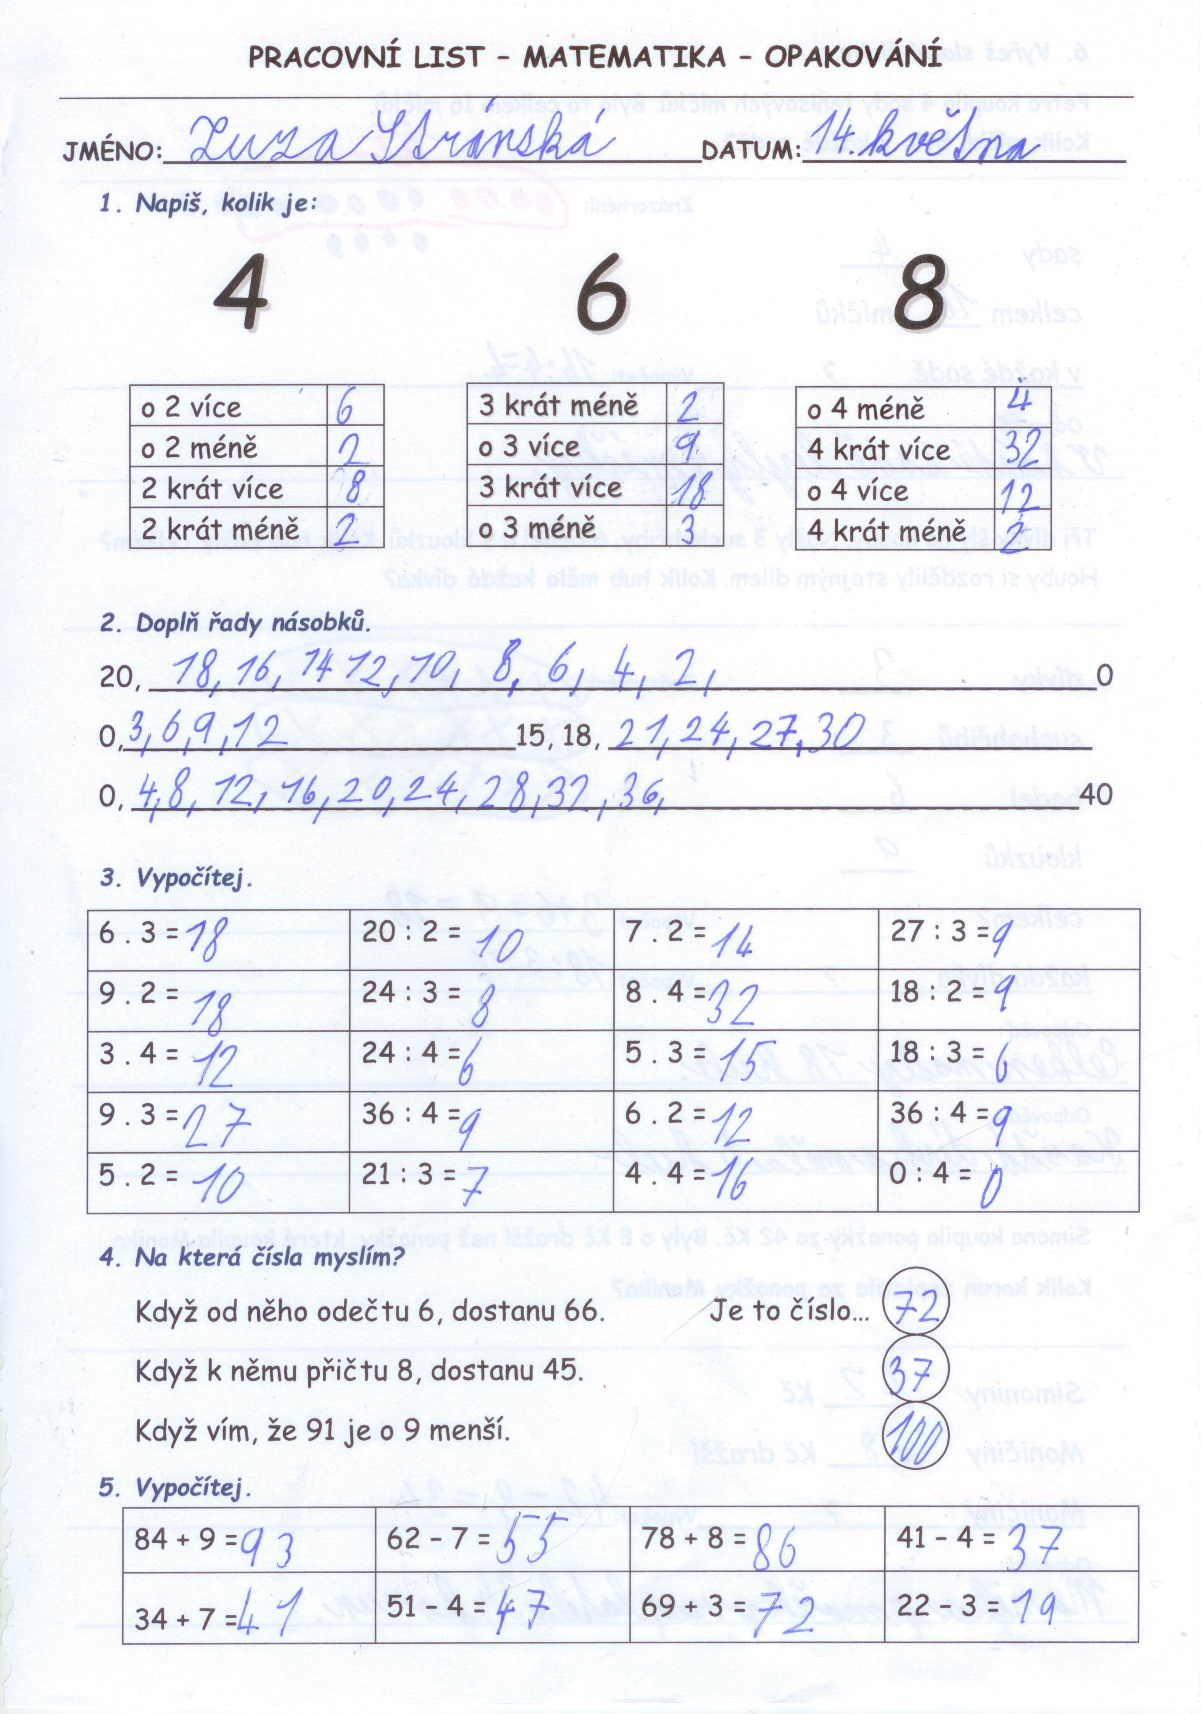 PRACOVNÍ LIST – MATEMATIKA – OPAKOVÁNÍ
JMÉNO: Zuza Stránská DATUM: 14. května
1. Napiš, kolik je:
4 6 8
o 2 více 6 3 krát méně 2 o 4 méně 4
o 2 méně 2 o 3 více 9 4 krát více 32
2 krát více 8 3 krát více 18 o 4 více 12
2 krát méně 2 o 3 méně 3 4 krát méně 2
2. Doplň řady násobků.
20, 18, 16, 14 12, 10, 8, 6, 4, 2, 0
0, 3, 6, 9, 12 15, 18, 21, 24, 27, 30
0, 4, 8, 12, 16, 20, 24, 28, 32, 36, 40
3. Vypočítej.
6 . 3 = 18 20 : 2 = 10 7 . 2 = 14 27 : 3 = 9
9 . 2 = 18 24 : 3 = 8 8 . 4 = 32 18 : 2 = 9
3 . 4 = 12 24 : 4 = 6 5 . 3 = 15 18 : 3 = 6
9 . 3 = 27 36 : 4 = 9 6 . 2 = 12 36 : 4 = 9
5 . 2 = 10 21 : 3 = 7 4 . 4 = 16 0 : 4 = 0
4. Na která čísla myslím?
Když od něho odečtu 6, dostanu 66. Je to číslo... 72
Když k němu přičtu 8, dostanu 45. 37
Když vím, že 91 je o 9 menší. 100
5. Vypočítej.
84 + 9 = 93 62 – 7 = 55 78 + 8 = 86 41 – 4 = 37
34 + 7 = 41 51 – 4 = 47 69 + 3 = 72 22 – 3 = 19